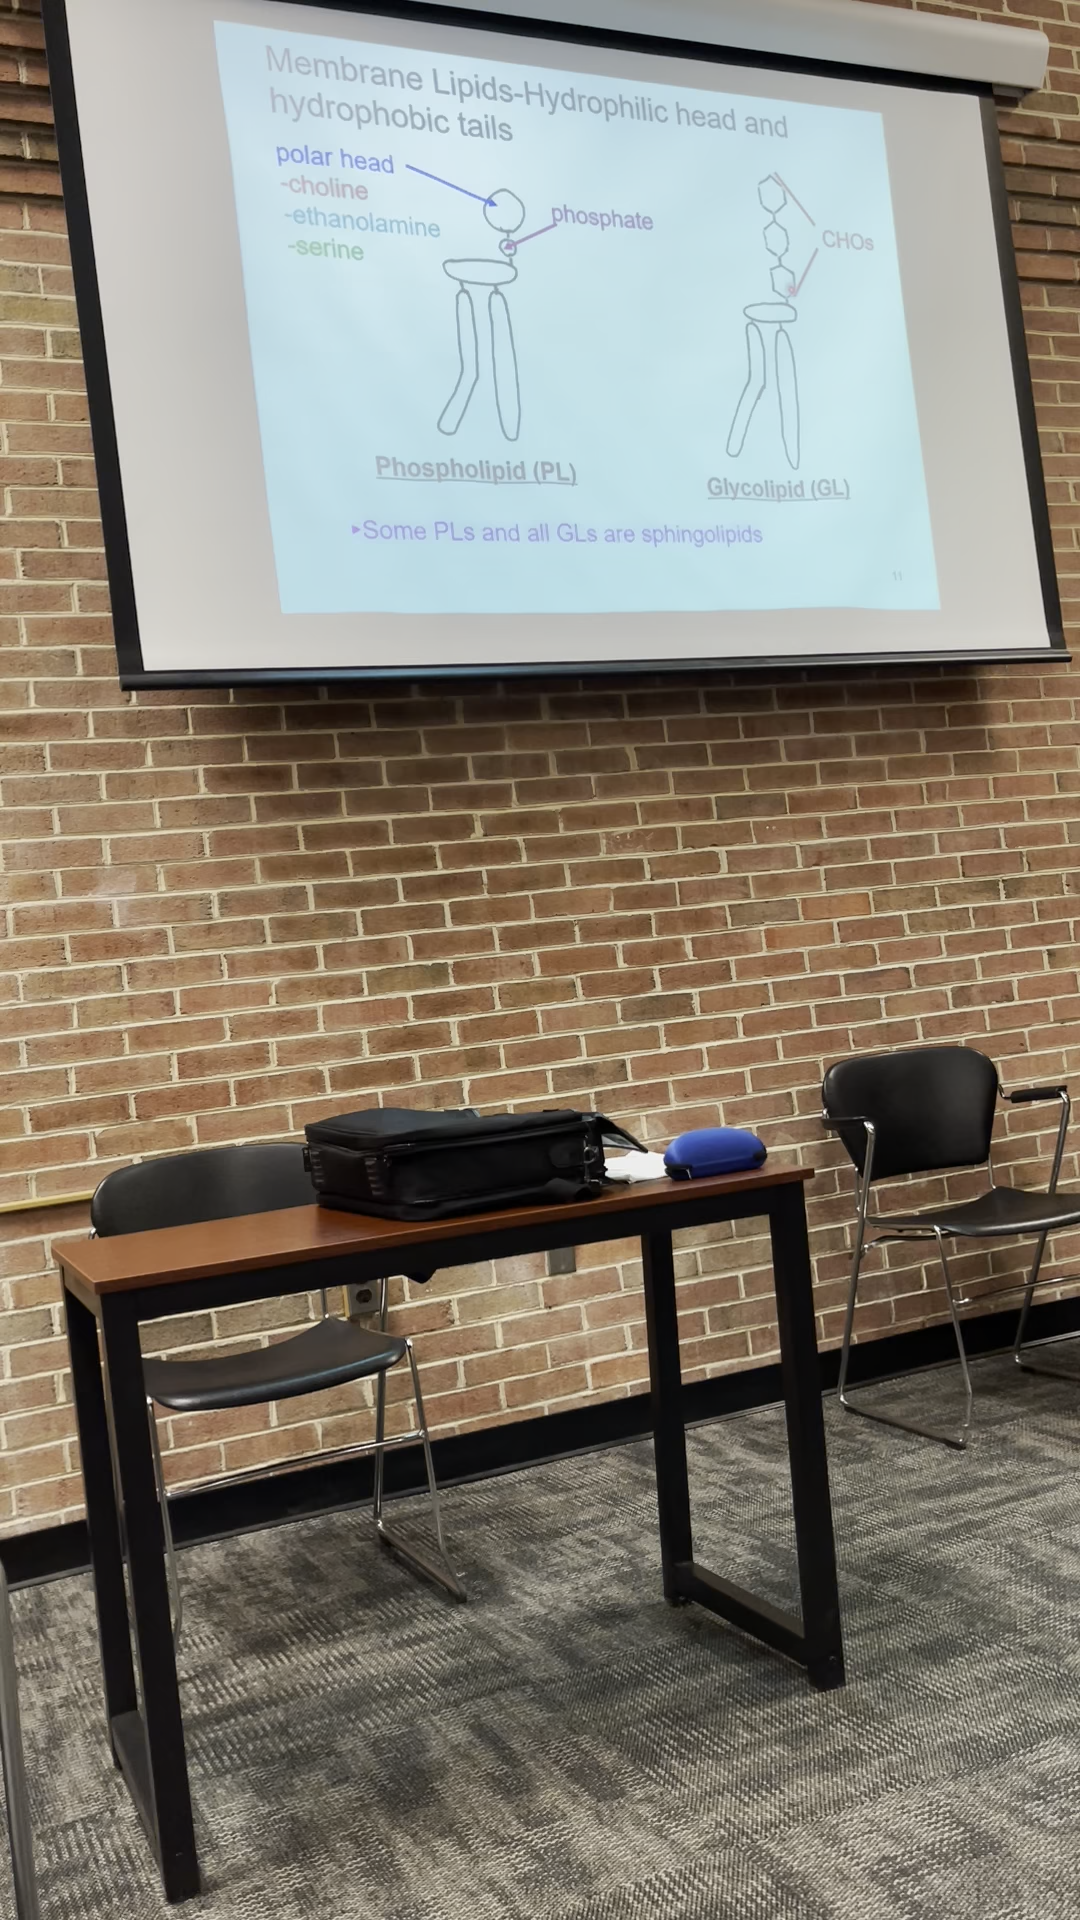 Membrane Lipids-Hydrophilic head and
hydrophobic tails
polar head
-choline
-ethanolamine
-serine
phosphate
CHOs
Phospholipid (PL)
Glycolipid (GL)
▸Some PLs and all GLs are sphingolipids
11